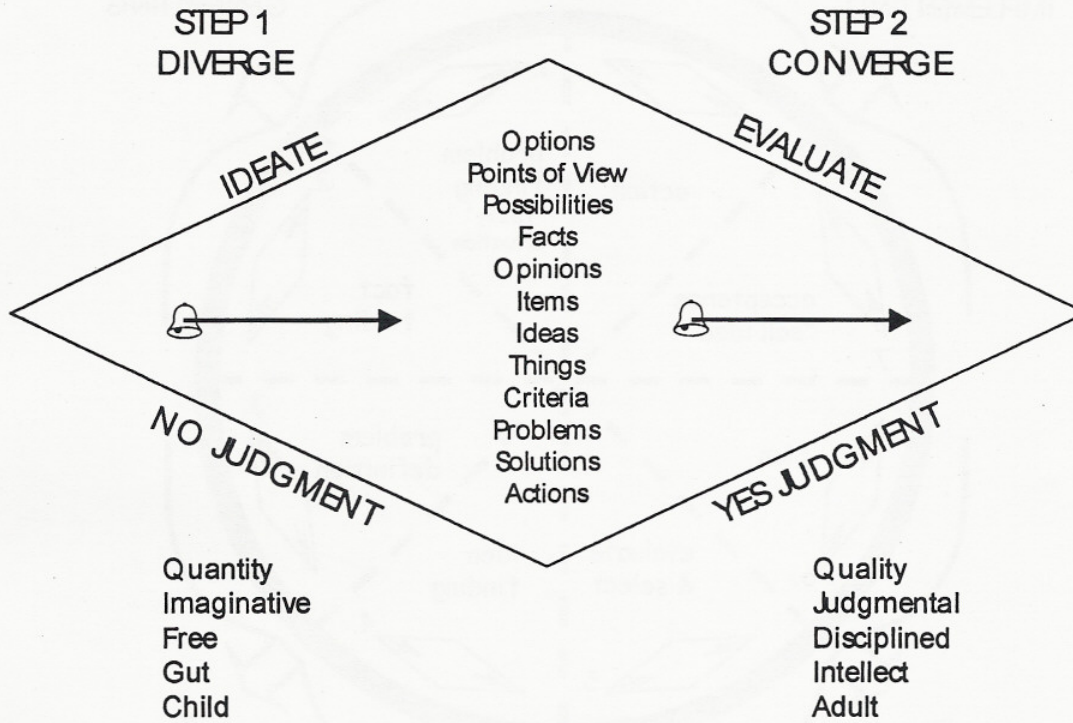 STEP 1
DIVERGE
STEP 2
CONVERGE
IDEATE
EVALUATE
Options
Points of View
Possibilities
Facts
Opinions
Items
Ideas
Things
Criteria
Problems
Solutions
Actions
NO JUDGMENT
YES JUDGMENT
Quantity
Imaginative
Free
Gut
Child
Quality
Judgmental
Disciplined
Intellect
Adult